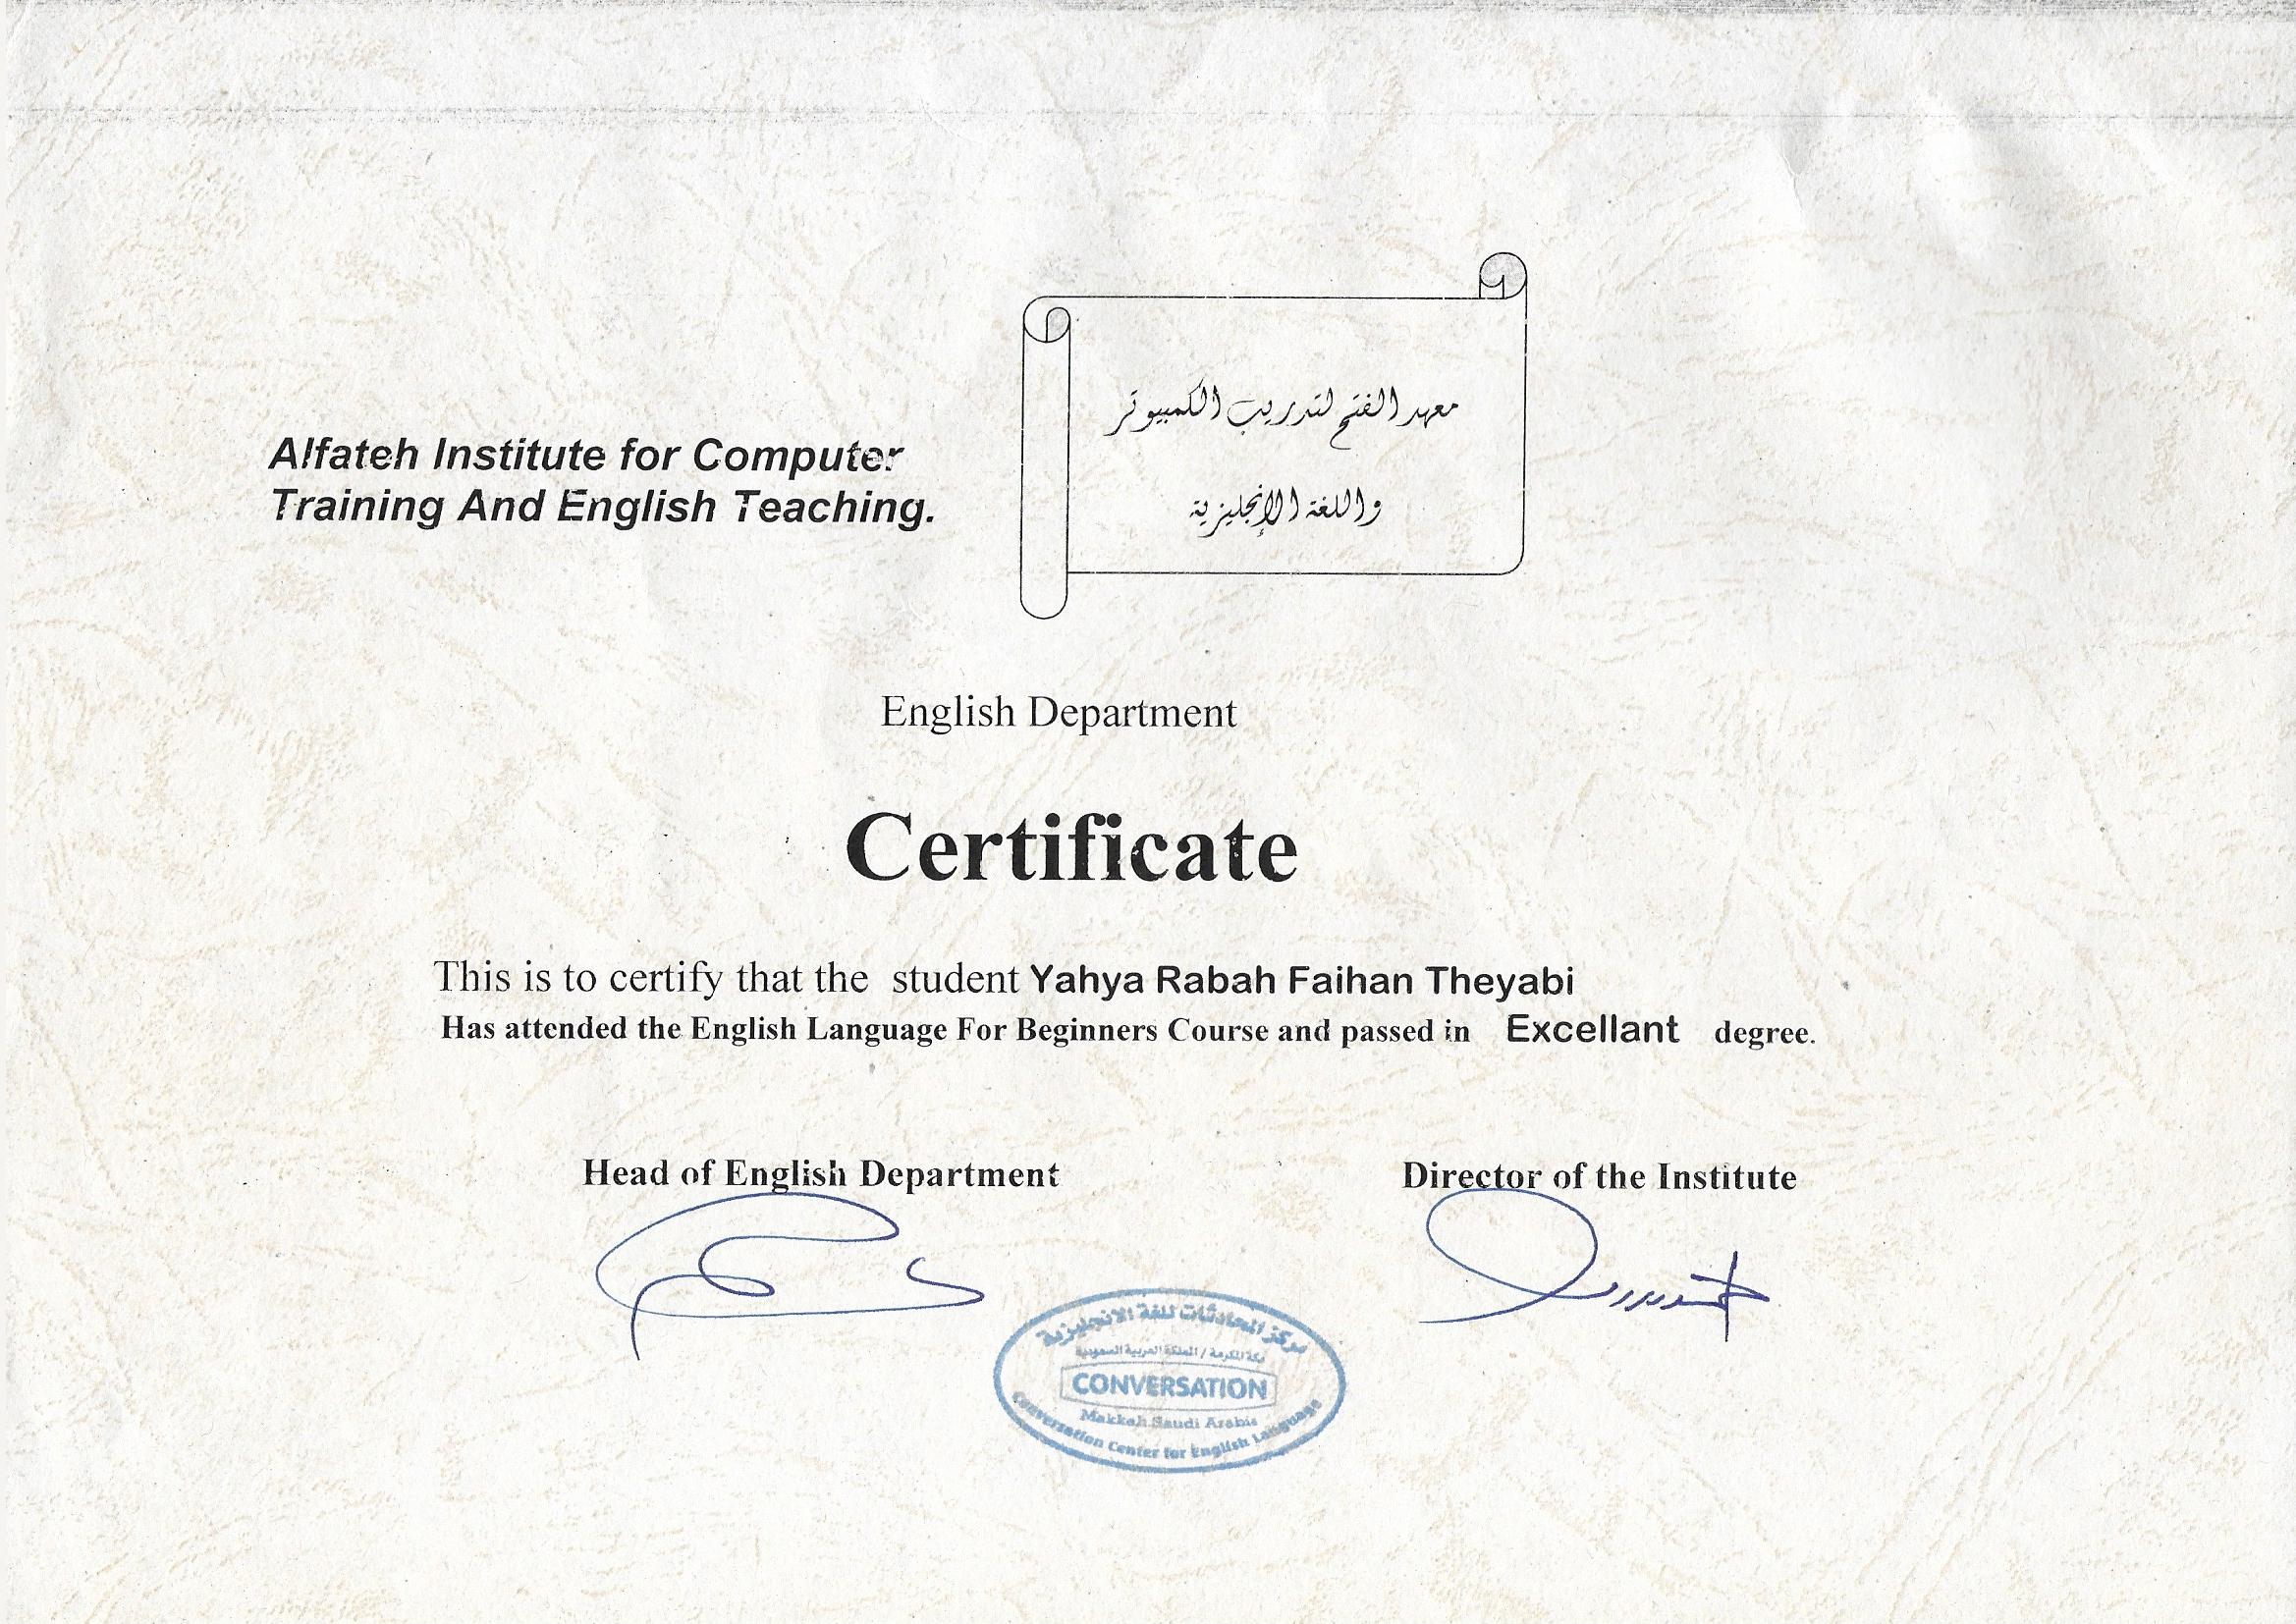 معهد الفتح لتدريب الكمبيوتر
واللغة الإنجليزية
Alfateh Institute for Computer
Training And English Teaching.
English Department
Certificate
This is to certify that the student Yahya Rabah Faihan Theyabi
Has attended the English Language For Beginners Course and passed in Excellant degree.
Head of English Department
Director of the Institute
مركز المحادثات للغة الانجليزية
مكة المكرمة / المملكة العربية السعودية
CONVERSATION
Makkah Saudi Arabia
Conversation Center for English Language